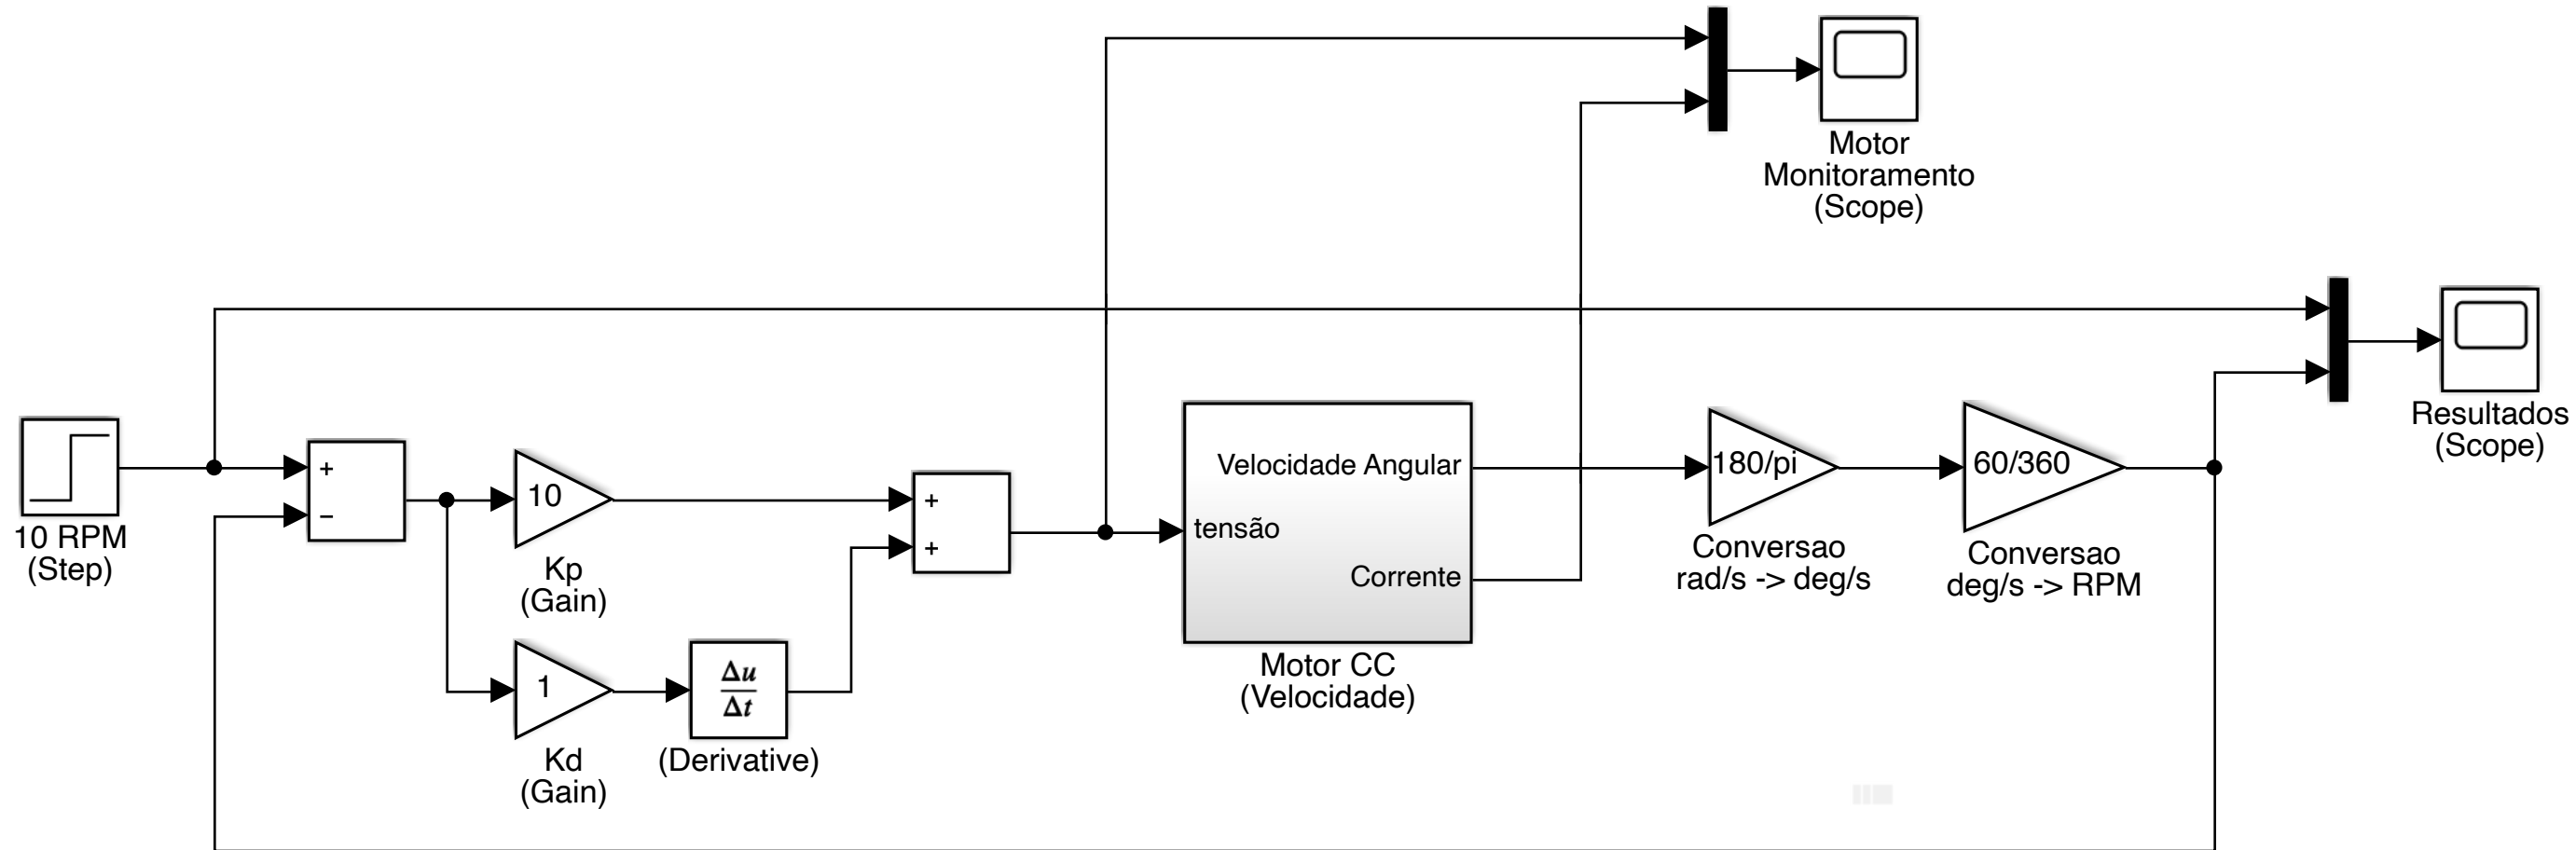 Motor
Monitoramento
(Scope)
10 RPM
(Step)
+
−
10
Kp
(Gain)
1
Kd
(Gain)
Δu
Δt
(Derivative)
+
+
Velocidade Angular
tensão
Corrente
Motor CC
(Velocidade)
180/pi
Conversao
rad/s -> deg/s
60/360
Conversao
deg/s -> RPM
Resultados
(Scope)